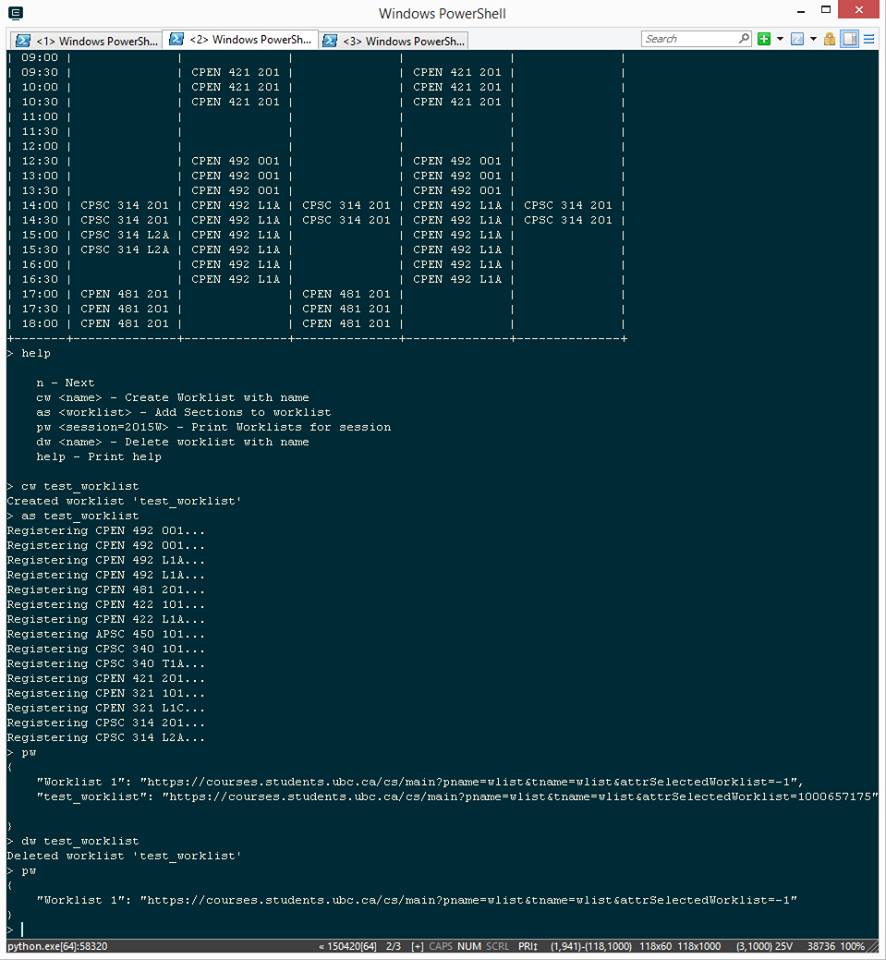 Windows PowerShell
<1> Windows PowerSh... <2> Windows PowerSh... <3> Windows PowerSh... Search
| 09:00 | | | | | |
| 09:30 | | CPEN 421 201 | | CPEN 421 201 | |
| 10:00 | | CPEN 421 201 | | CPEN 421 201 | |
| 10:30 | | CPEN 421 201 | | CPEN 421 201 | |
| 11:00 | | | | | |
| 11:30 | | | | | |
| 12:00 | | | | | |
| 12:30 | | CPEN 492 001 | | CPEN 492 001 | |
| 13:00 | | CPEN 492 001 | | CPEN 492 001 | |
| 13:30 | | CPEN 492 001 | | CPEN 492 001 | |
| 14:00 | CPSC 314 201 | CPEN 492 L1A | CPSC 314 201 | CPEN 492 L1A | CPSC 314 201 |
| 14:30 | CPSC 314 201 | CPEN 492 L1A | CPSC 314 201 | CPEN 492 L1A | CPSC 314 201 |
| 15:00 | CPSC 314 L2A | CPEN 492 L1A | | CPEN 492 L1A | |
| 15:30 | CPSC 314 L2A | CPEN 492 L1A | | CPEN 492 L1A | |
| 16:00 | | CPEN 492 L1A | | CPEN 492 L1A | |
| 16:30 | | CPEN 492 L1A | | CPEN 492 L1A | |
| 17:00 | CPEN 481 201 | | CPEN 481 201 | | |
| 17:30 | CPEN 481 201 | | CPEN 481 201 | | |
| 18:00 | CPEN 481 201 | | CPEN 481 201 | | |
+-------+--------------+--------------+--------------+--------------+--------------+
> help
n - Next
cw <name> - Create Worklist with name
as <worklist> - Add Sections to worklist
pw <session=2015W> - Print Worklists for session
dw <name> - Delete worklist with name
help - Print help
> cw test_worklist
Created worklist 'test_worklist'
> as test_worklist
Registering CPEN 492 001...
Registering CPEN 492 001...
Registering CPEN 492 L1A...
Registering CPEN 492 L1A...
Registering CPEN 481 201...
Registering CPEN 422 101...
Registering CPEN 422 L1A...
Registering APSC 450 101...
Registering CPSC 340 101...
Registering CPSC 340 T1A...
Registering CPEN 421 201...
Registering CPEN 321 101...
Registering CPEN 321 L1C...
Registering CPSC 314 201...
Registering CPSC 314 L2A...
> pw
{
"Worklist 1": "https://courses.students.ubc.ca/cs/main?pname=wlist&tname=wlist&attrSelectedWorklist=-1",
"test_worklist": "https://courses.students.ubc.ca/cs/main?pname=wlist&tname=wlist&attrSelectedWorklist=1000657175"
}
> dw test_worklist
Deleted worklist 'test_worklist'
> pw
{
"Worklist 1": "https://courses.students.ubc.ca/cs/main?pname=wlist&tname=wlist&attrSelectedWorklist=-1"
}
>
python.exe[64]:58320 « 150420[64] 2/3 [+] CAPS NUM SCRL PRI↕ (1,941)-(118,1000) 118x60 118x1000 (3,1000) 25V 38736 100%